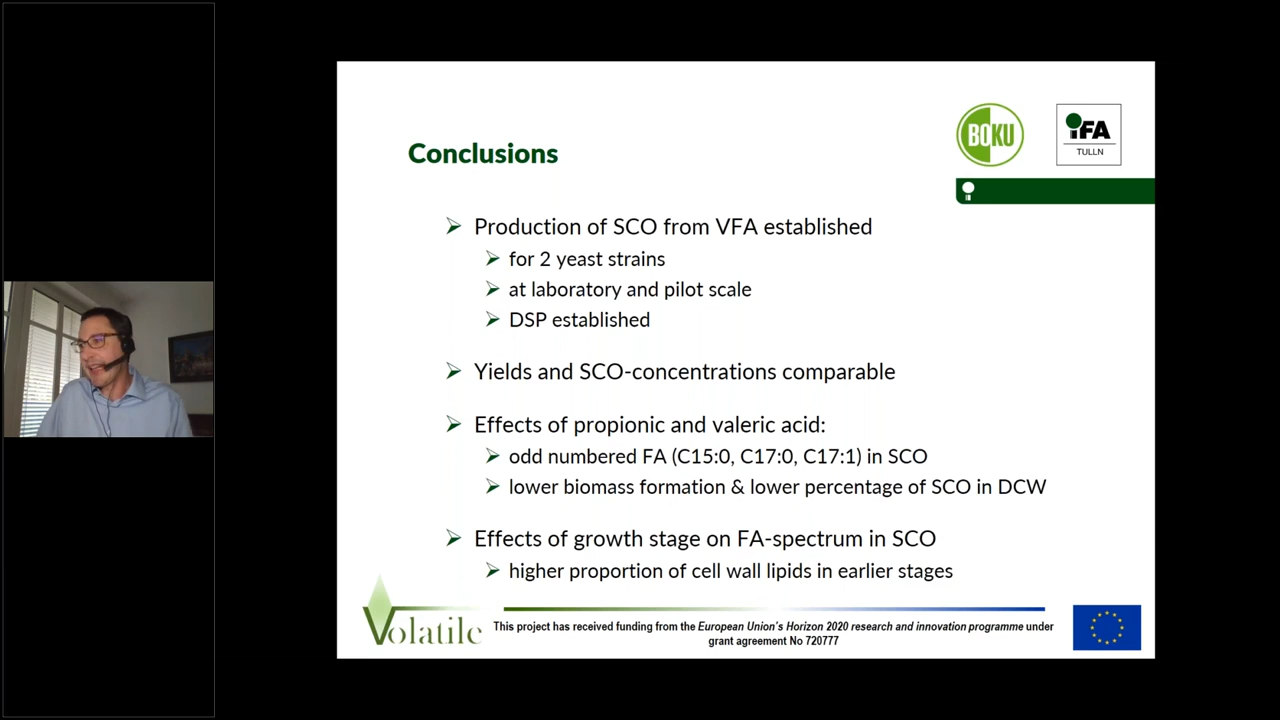 BOKU
iFA
TULLN
Conclusions
Production of SCO from VFA established
for 2 yeast strains
at laboratory and pilot scale
DSP established
Yields and SCO-concentrations comparable
Effects of propionic and valeric acid:
odd numbered FA (C15:0, C17:0, C17:1) in SCO
lower biomass formation & lower percentage of SCO in DCW
Effects of growth stage on FA-spectrum in SCO
higher proportion of cell wall lipids in earlier stages
Volatile
This project has received funding from the European Union's Horizon 2020 research and innovation programme under
grant agreement No 720777